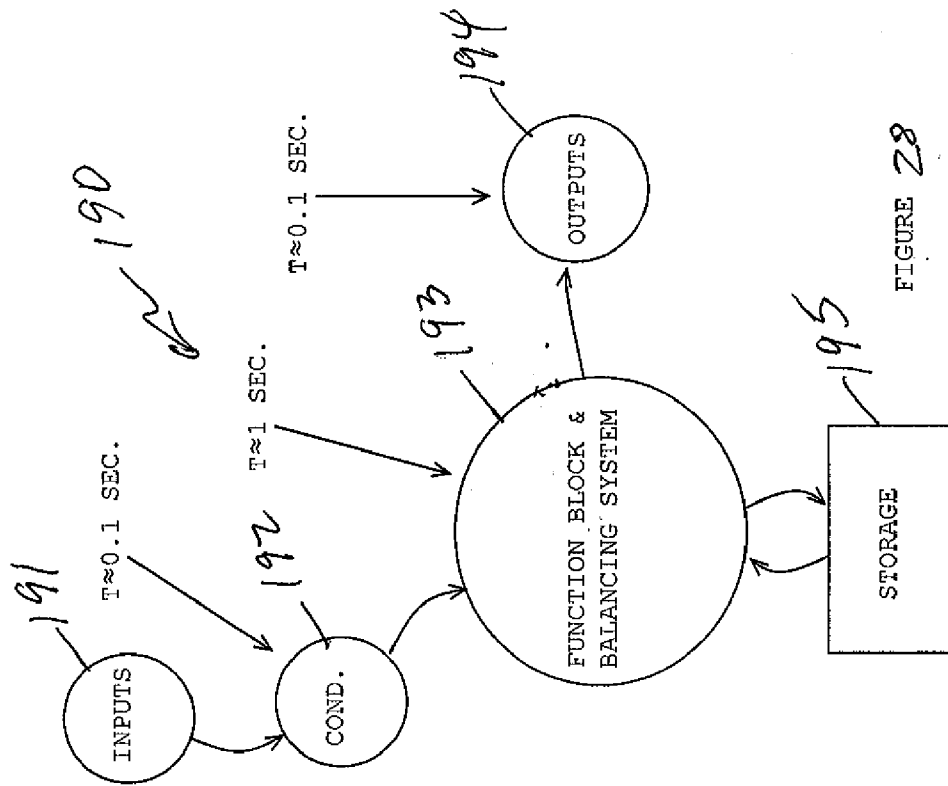 190
191
INPUTS
T≈0.1 SEC.
192
COND.
T≈1 SEC.
193
FUNCTION BLOCK &
BALANCING SYSTEM
T≈0.1 SEC.
194
OUTPUTS
195
STORAGE
FIGURE 28